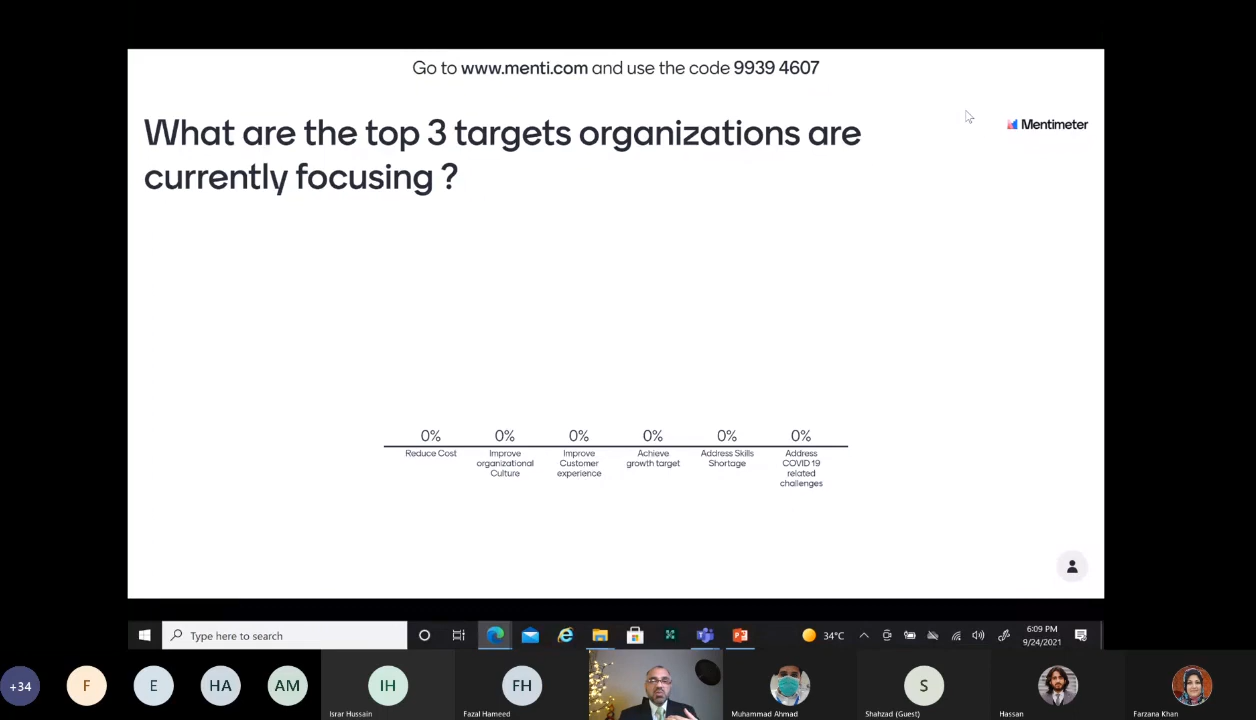 Go to www.menti.com and use the code 9939 4607
What are the top 3 targets organizations are
currently focusing ?
Mentimeter
0%
0%
0%
0%
0%
0%
Reduce Cost
Improve
organizational
Culture
Improve
Customer
experience
Achieve
growth target
Address Skills
Shortage
Address
COVID 19
related
challenges
Type here to search
34°C
6:09 PM
9/24/2021
+34
F
E
HA
AM
IH
Israr Hussain
FH
Fazal Hameed
Muhammad Ahmad
S
Shahzad (Guest)
Hassan
Farzana Khan